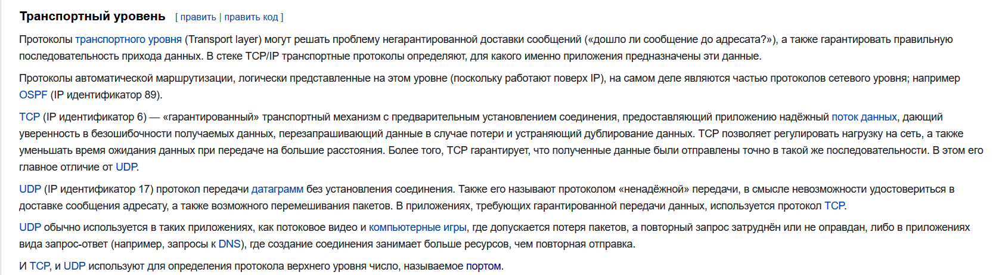 Транспортный уровень [ править | править код ]
Протоколы транспортного уровня (Transport layer) могут решать проблему негарантированной доставки сообщений («дошло ли сообщение до адресата?»), а также гарантировать правильную
последовательность прихода данных. В стеке TCP/IP транспортные протоколы определяют, для какого именно приложения предназначены эти данные.
Протоколы автоматической маршрутизации, логически представленные на этом уровне (поскольку работают поверх IP), на самом деле являются частью протоколов сетевого уровня; например
OSPF (IP идентификатор 89).
TCP (IP идентификатор 6) — «гарантированный» транспортный механизм с предварительным установлением соединения, предоставляющий приложению надёжный поток данных, дающий
уверенность в безошибочности получаемых данных, перезапрашивающий данные в случае потери и устраняющий дублирование данных. TCP позволяет регулировать нагрузку на сеть, а также
уменьшать время ожидания данных при передаче на большие расстояния. Более того, TCP гарантирует, что полученные данные были отправлены точно в такой же последовательности. В этом его
главное отличие от UDP.
UDP (IP идентификатор 17) протокол передачи датаграмм без установления соединения. Также его называют протоколом «ненадёжной» передачи, в смысле невозможности удостовериться в
доставке сообщения адресату, а также возможного перемешивания пакетов. В приложениях, требующих гарантированной передачи данных, используется протокол TCP.
UDP обычно используется в таких приложениях, как потоковое видео и компьютерные игры, где допускается потеря пакетов, а повторный запрос затруднён или не оправдан, либо в приложениях
вида запрос-ответ (например, запросы к DNS), где создание соединения занимает больше ресурсов, чем повторная отправка.
И TCP, и UDP используют для определения протокола верхнего уровня число, называемое портом.